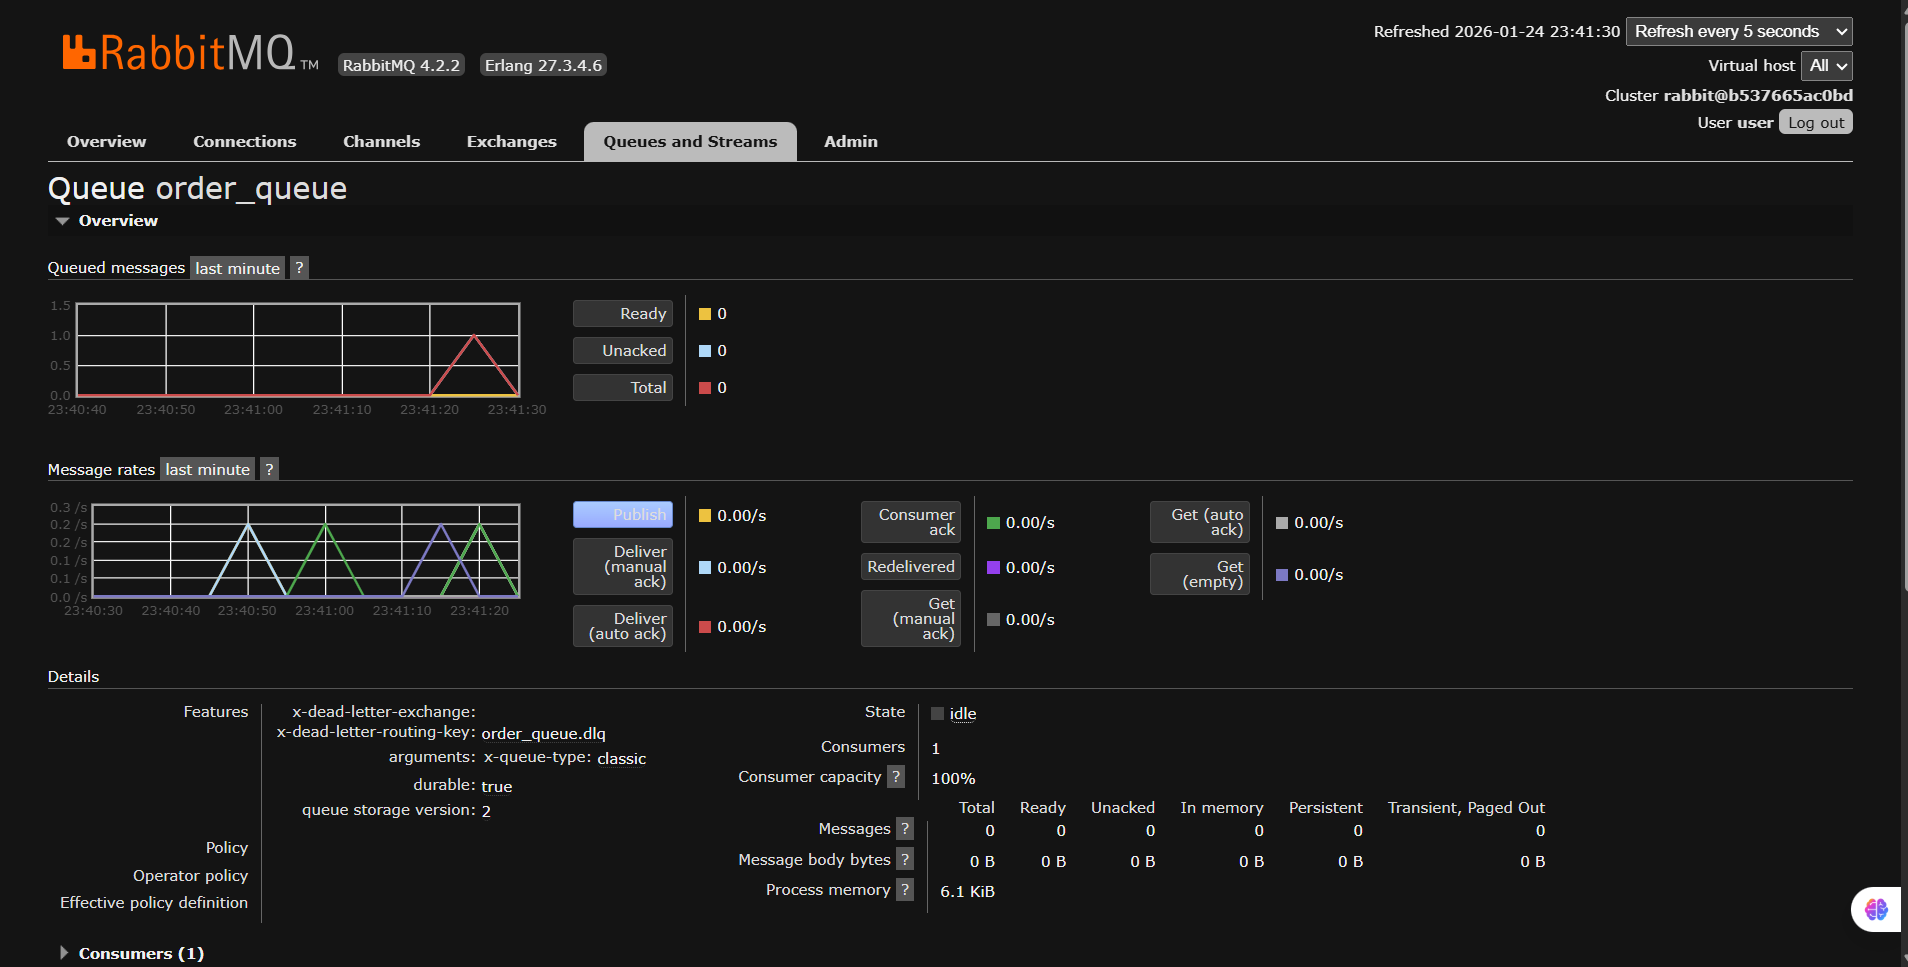 RabbitMQ TM RabbitMQ 4.2.2 Erlang 27.3.4.6
Refreshed 2026-01-24 23:41:30 Refresh every 5 seconds
Virtual host All
Cluster rabbit@b537665ac0bd
User user Log out
Overview Connections Channels Exchanges Queues and Streams Admin
Queue order_queue
Overview
Queued messages last minute ?
1.5
1.0
0.5
0.0
23:40:40 23:40:50 23:41:00 23:41:10 23:41:20 23:41:30
Ready 0
Unacked 0
Total 0
Message rates last minute ?
0.3 /s
0.2 /s
0.2 /s
0.1 /s
0.1 /s
0.0 /s
23:40:30 23:40:40 23:40:50 23:41:00 23:41:10 23:41:20
Publish 0.00/s
Deliver
(manual
ack) 0.00/s
Deliver
(auto ack) 0.00/s
Consumer
ack 0.00/s
Redelivered 0.00/s
Get
(manual
ack) 0.00/s
Get (auto
ack) 0.00/s
Get
(empty) 0.00/s
Details
Features
x-dead-letter-exchange:
x-dead-letter-routing-key: order_queue.dlq
arguments: x-queue-type: classic
durable: true
queue storage version: 2
Policy
Operator policy
Effective policy definition
State idle
Consumers 1
Consumer capacity ? 100%
Total Ready Unacked In memory Persistent Transient, Paged Out
Messages ? 0 0 0 0 0 0
Message body bytes ? 0 B 0 B 0 B 0 B 0 B 0 B
Process memory ? 6.1 KiB
Consumers (1)